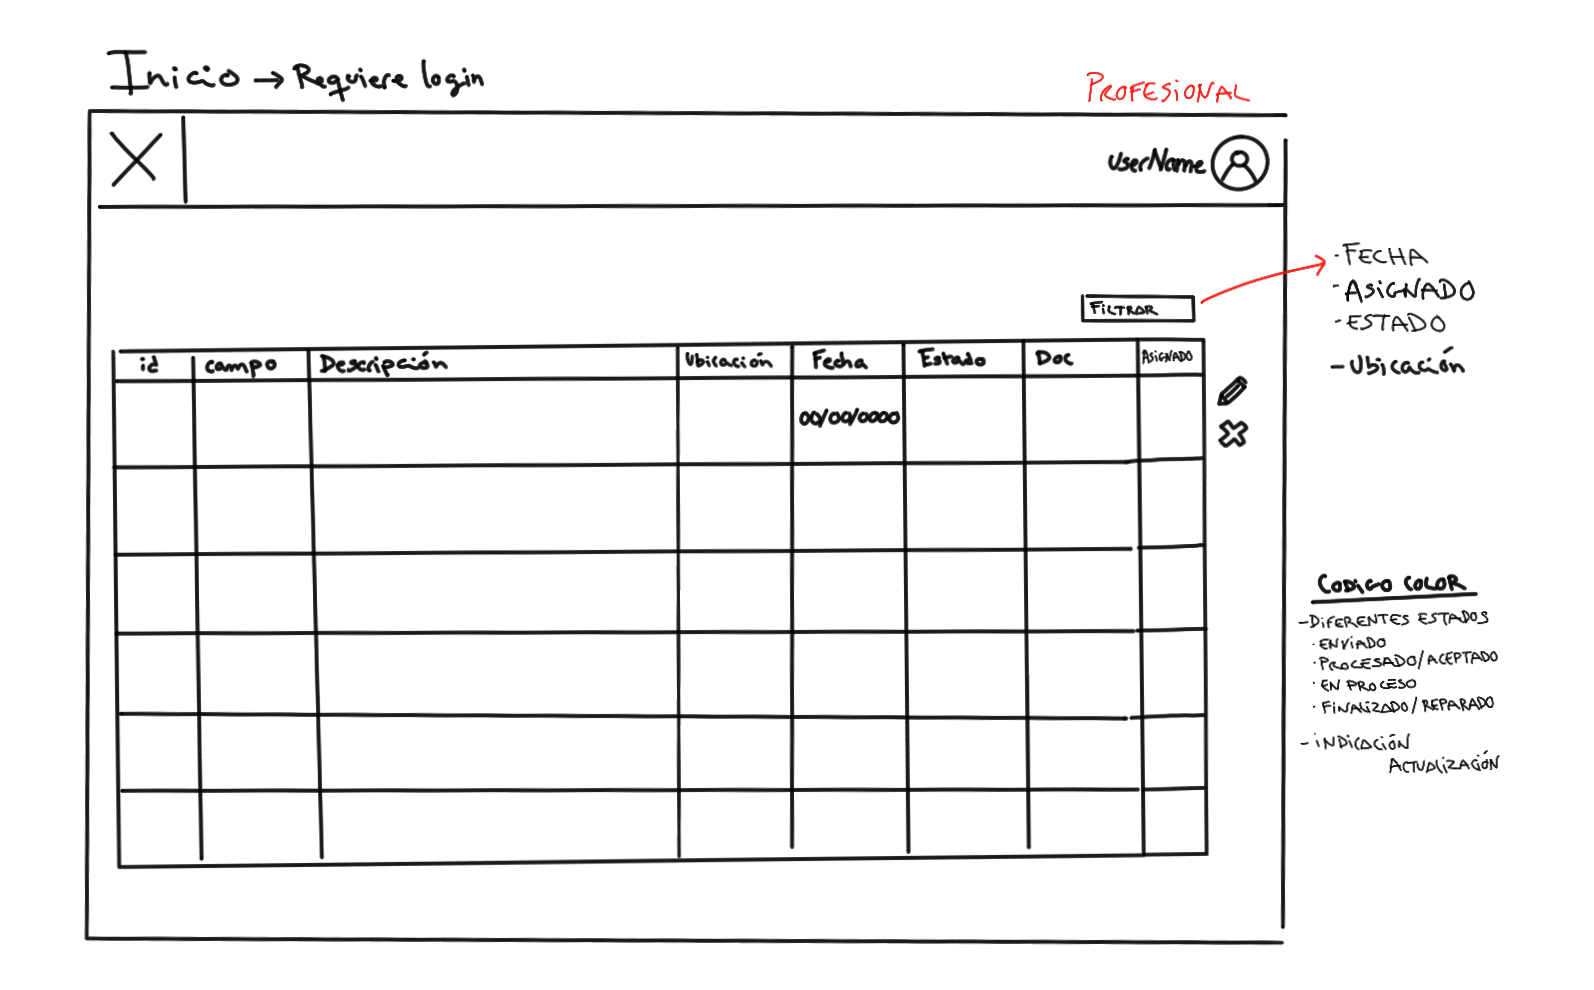 Inicio → Requiere login
PROFESIONAL
UserName
- FECHA
- ASIGNADO
- ESTADO
- Ubicación
FILTRAR
id campo Descripción Ubicación Fecha Estado Doc ASIGNADO
00/00/0000
CODIGO COLOR
- DIFERENTES ESTADOS
· ENVIADO
· PROCESADO/ACEPTADO
· EN PROCESO
· FINALIZADO/REPARADO
- INDICACIÓN
ACTUALIZACIÓN